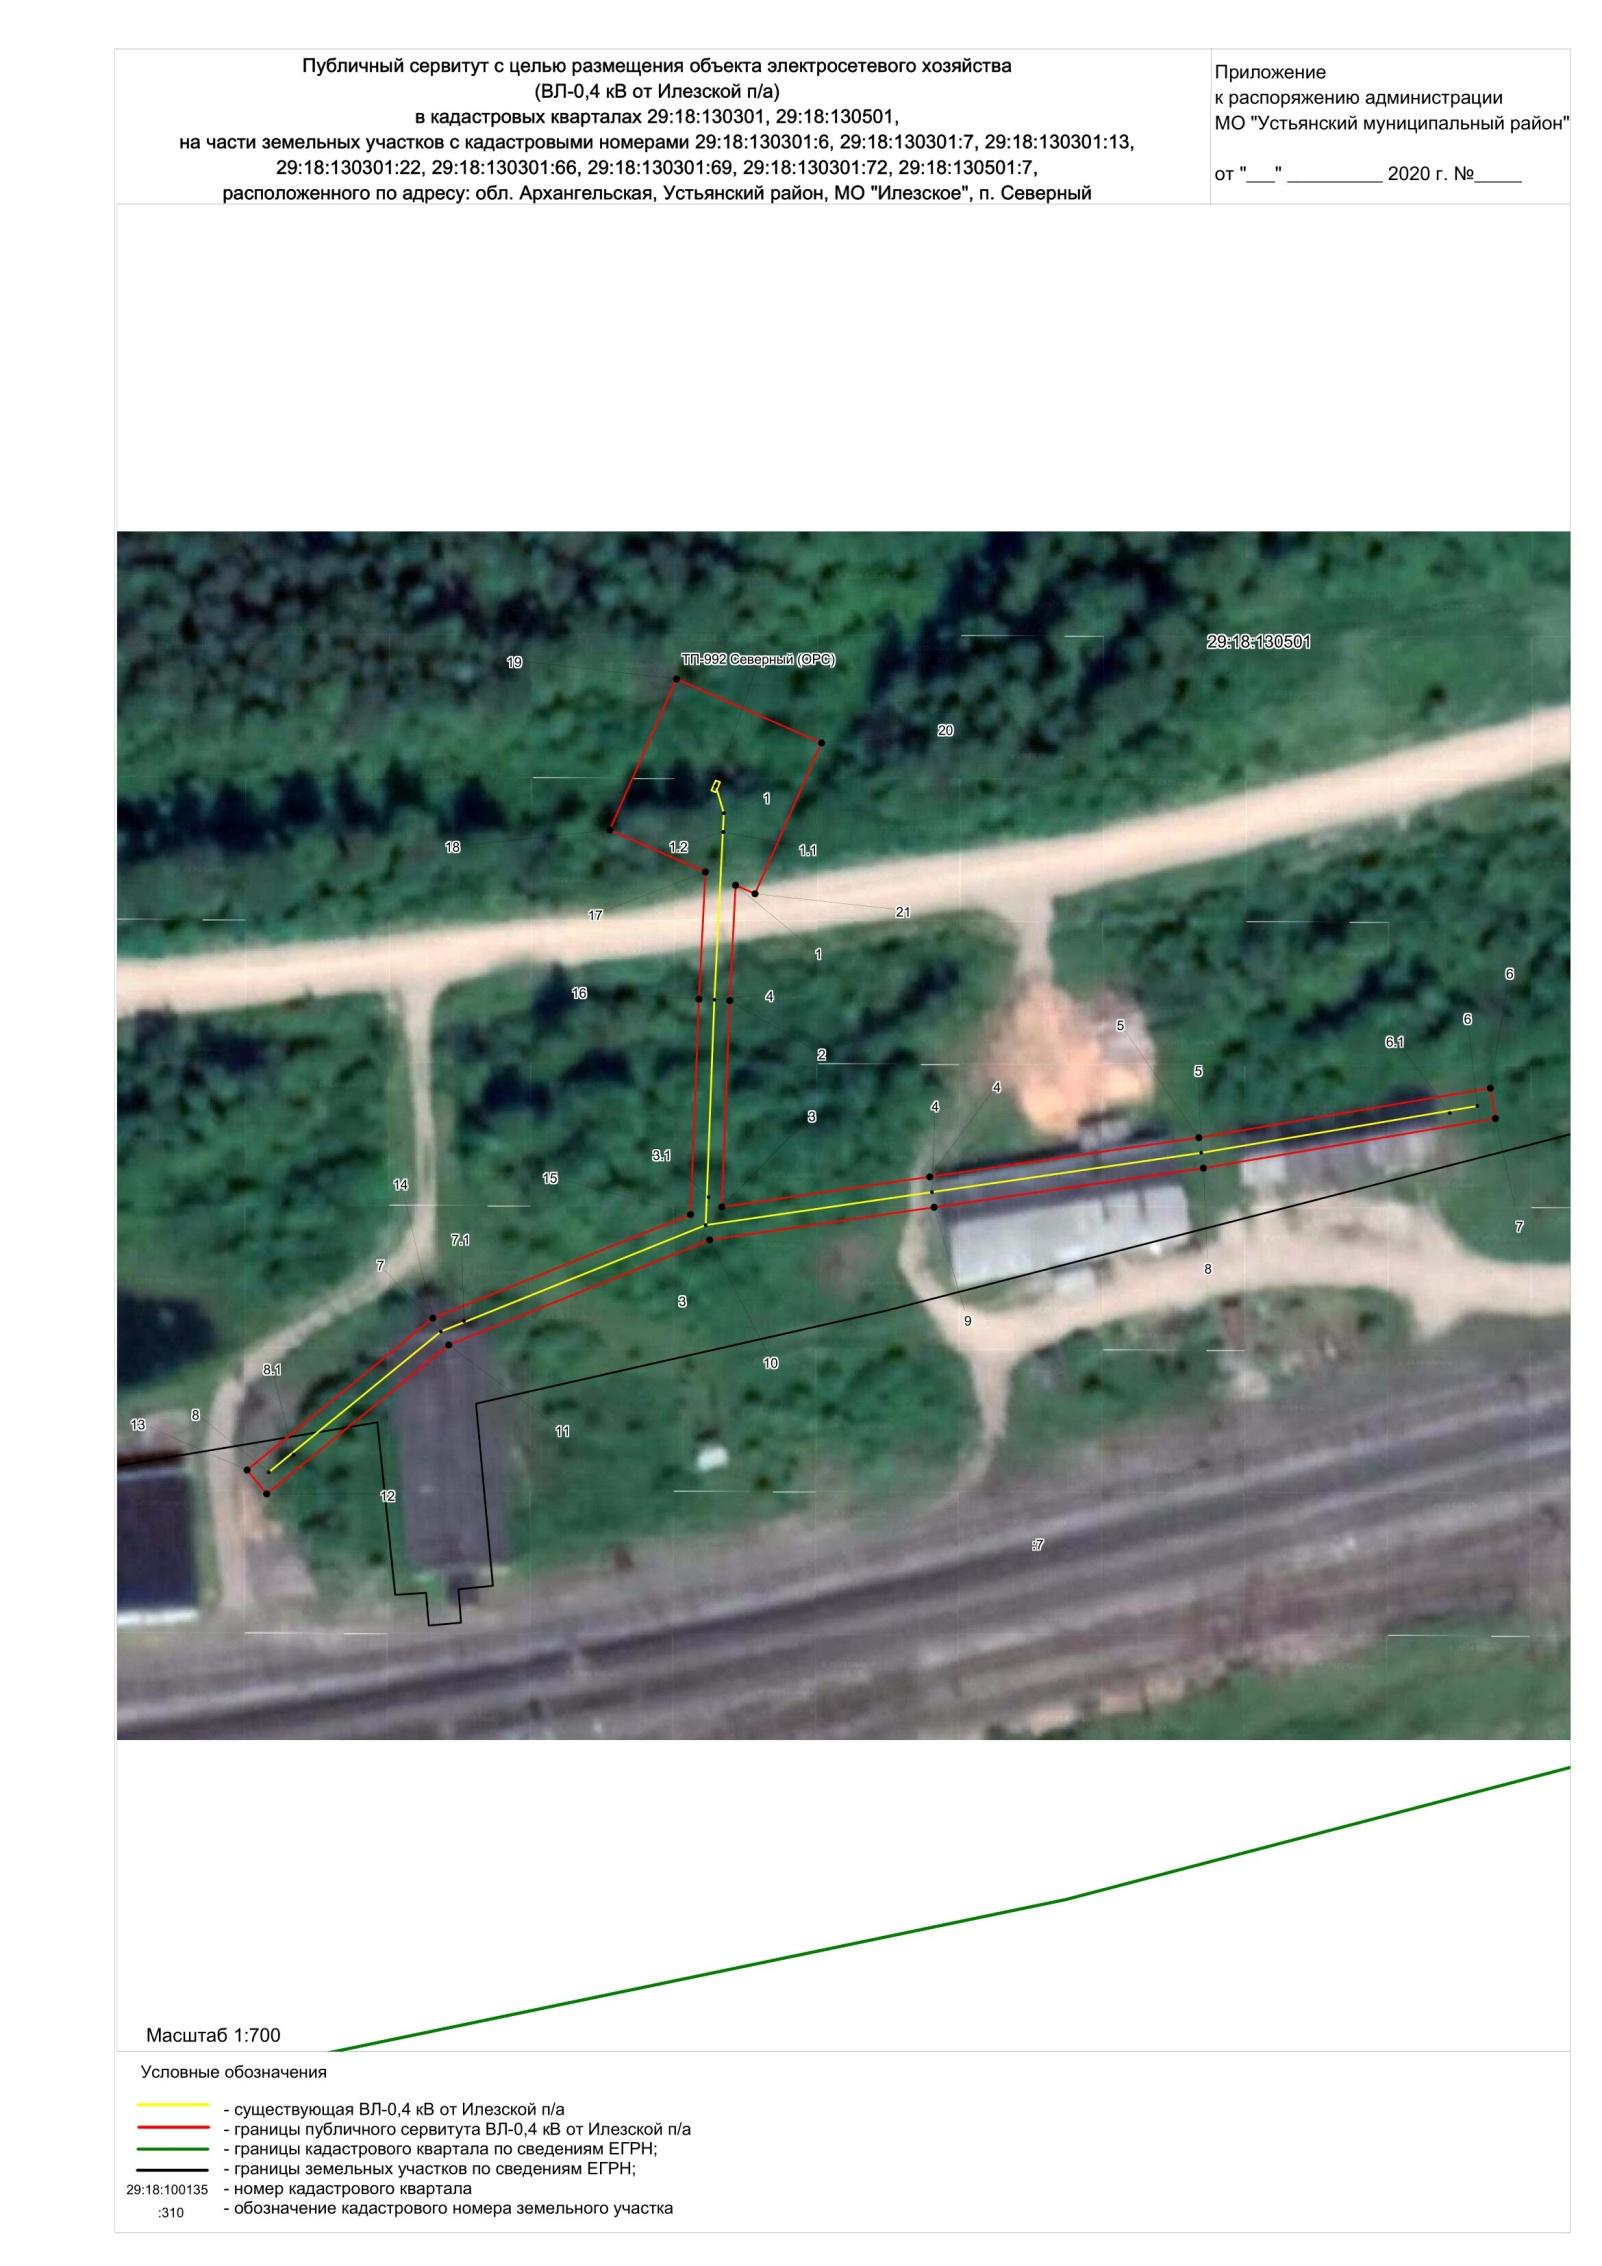 Публичный сервитут с целью размещения объекта электросетевого хозяйства
(ВЛ-0,4 кВ от Илезской п/а)
в кадастровых кварталах 29:18:130301, 29:18:130501,
на части земельных участков с кадастровыми номерами 29:18:130301:6, 29:18:130301:7, 29:18:130301:13,
29:18:130301:22, 29:18:130301:66, 29:18:130301:69, 29:18:130301:72, 29:18:130501:7,
расположенного по адресу: обл. Архангельская, Устьянский район, МО "Илезское", п. Северный
Приложение
к распоряжению администрации
МО "Устьянский муниципальный район"
от "___" __________ 2020 г. №_____
29:18:130501
ТП-992 Северный (ОРС)
19
20
1
18
1.2
1.1
17
21
1
16
4
6
6
5
2
6.1
5
4
4
3
3.1
15
14
7
7.1
7
8
3
9
10
8.1
8
13
11
12
:7
Масштаб 1:700
Условные обозначения
- существующая ВЛ-0,4 кВ от Илезской п/а
- границы публичного сервитута ВЛ-0,4 кВ от Илезской п/а
- границы кадастрового квартала по сведениям ЕГРН;
- границы земельных участков по сведениям ЕГРН;
29:18:100135 - номер кадастрового квартала
:310 - обозначение кадастрового номера земельного участка